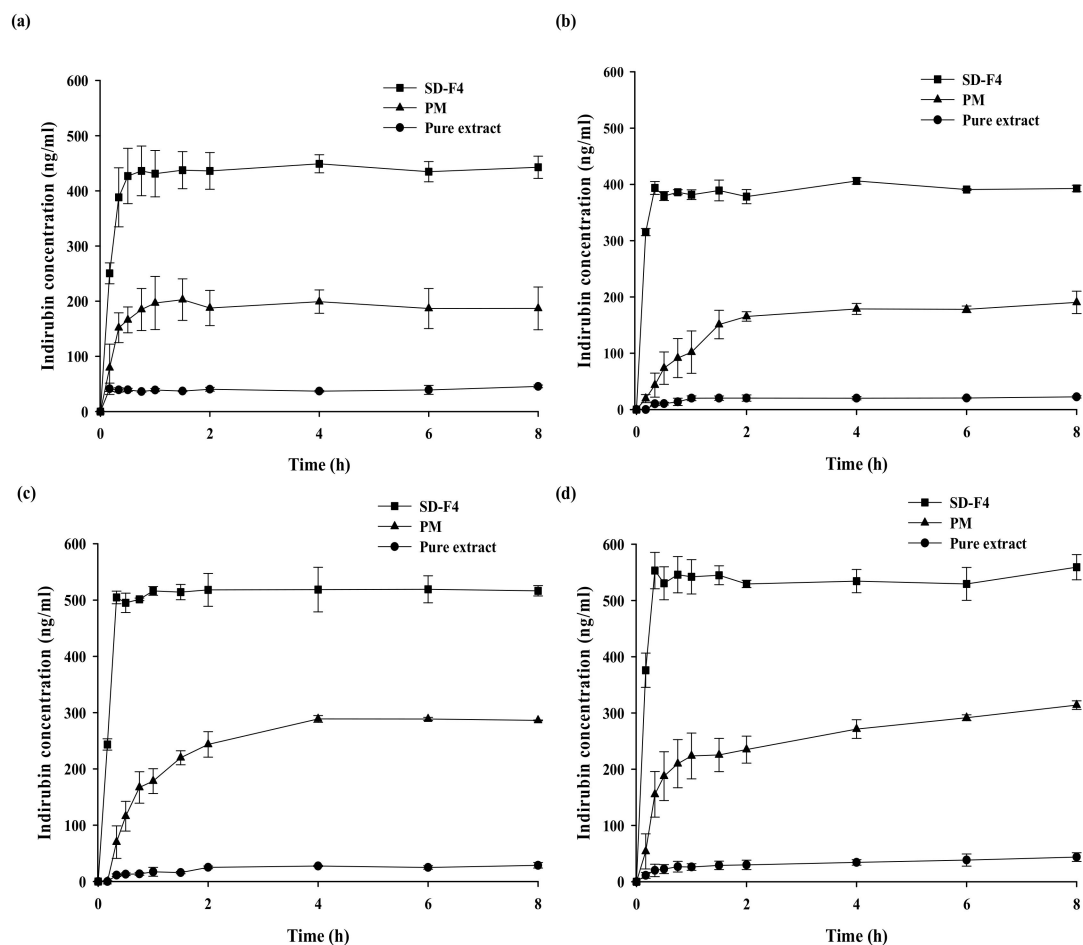 (a)
SD-F4
PM
Pure extract
Indirubin concentration (ng/ml)
600
500
400
300
200
100
0
0 2 4 6 8
Time (h)
(b)
SD-F4
PM
Pure extract
Indirubin concentration (ng/ml)
600
500
400
300
200
100
0
0 2 4 6 8
Time (h)
(c)
SD-F4
PM
Pure extract
Indirubin concentration (ng/ml)
600
500
400
300
200
100
0
0 2 4 6 8
Time (h)
(d)
SD-F4
PM
Pure extract
Indirubin concentration (ng/ml)
600
500
400
300
200
100
0
0 2 4 6 8
Time (h)